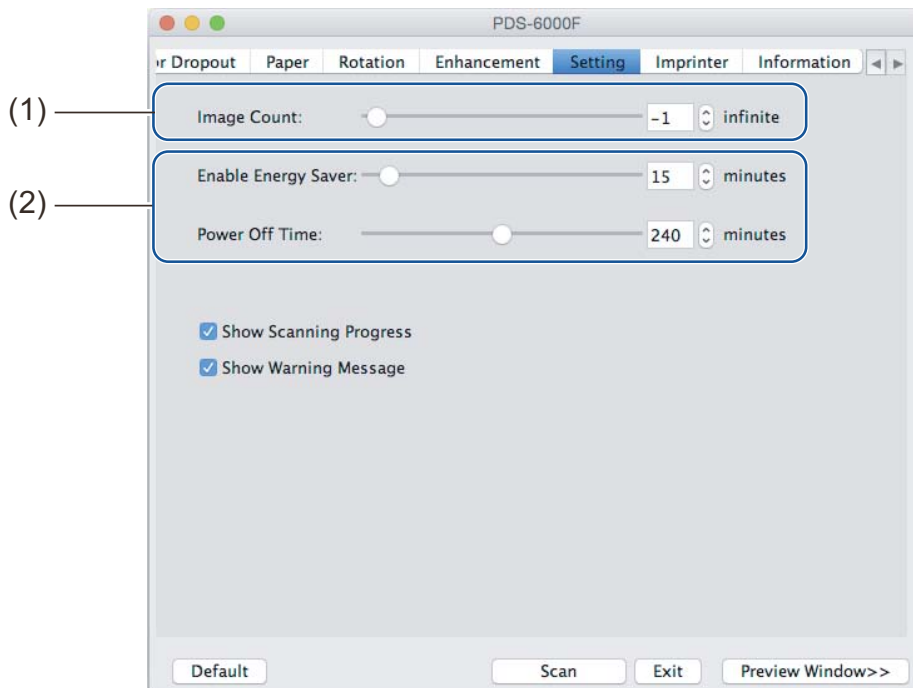 PDS-6000F
r Dropout Paper Rotation Enhancement Setting Imprinter Information
(1)
Image Count: -1 infinite
(2)
Enable Energy Saver: 15 minutes
Power Off Time: 240 minutes
Show Scanning Progress
Show Warning Message
Default Scan Exit Preview Window>>